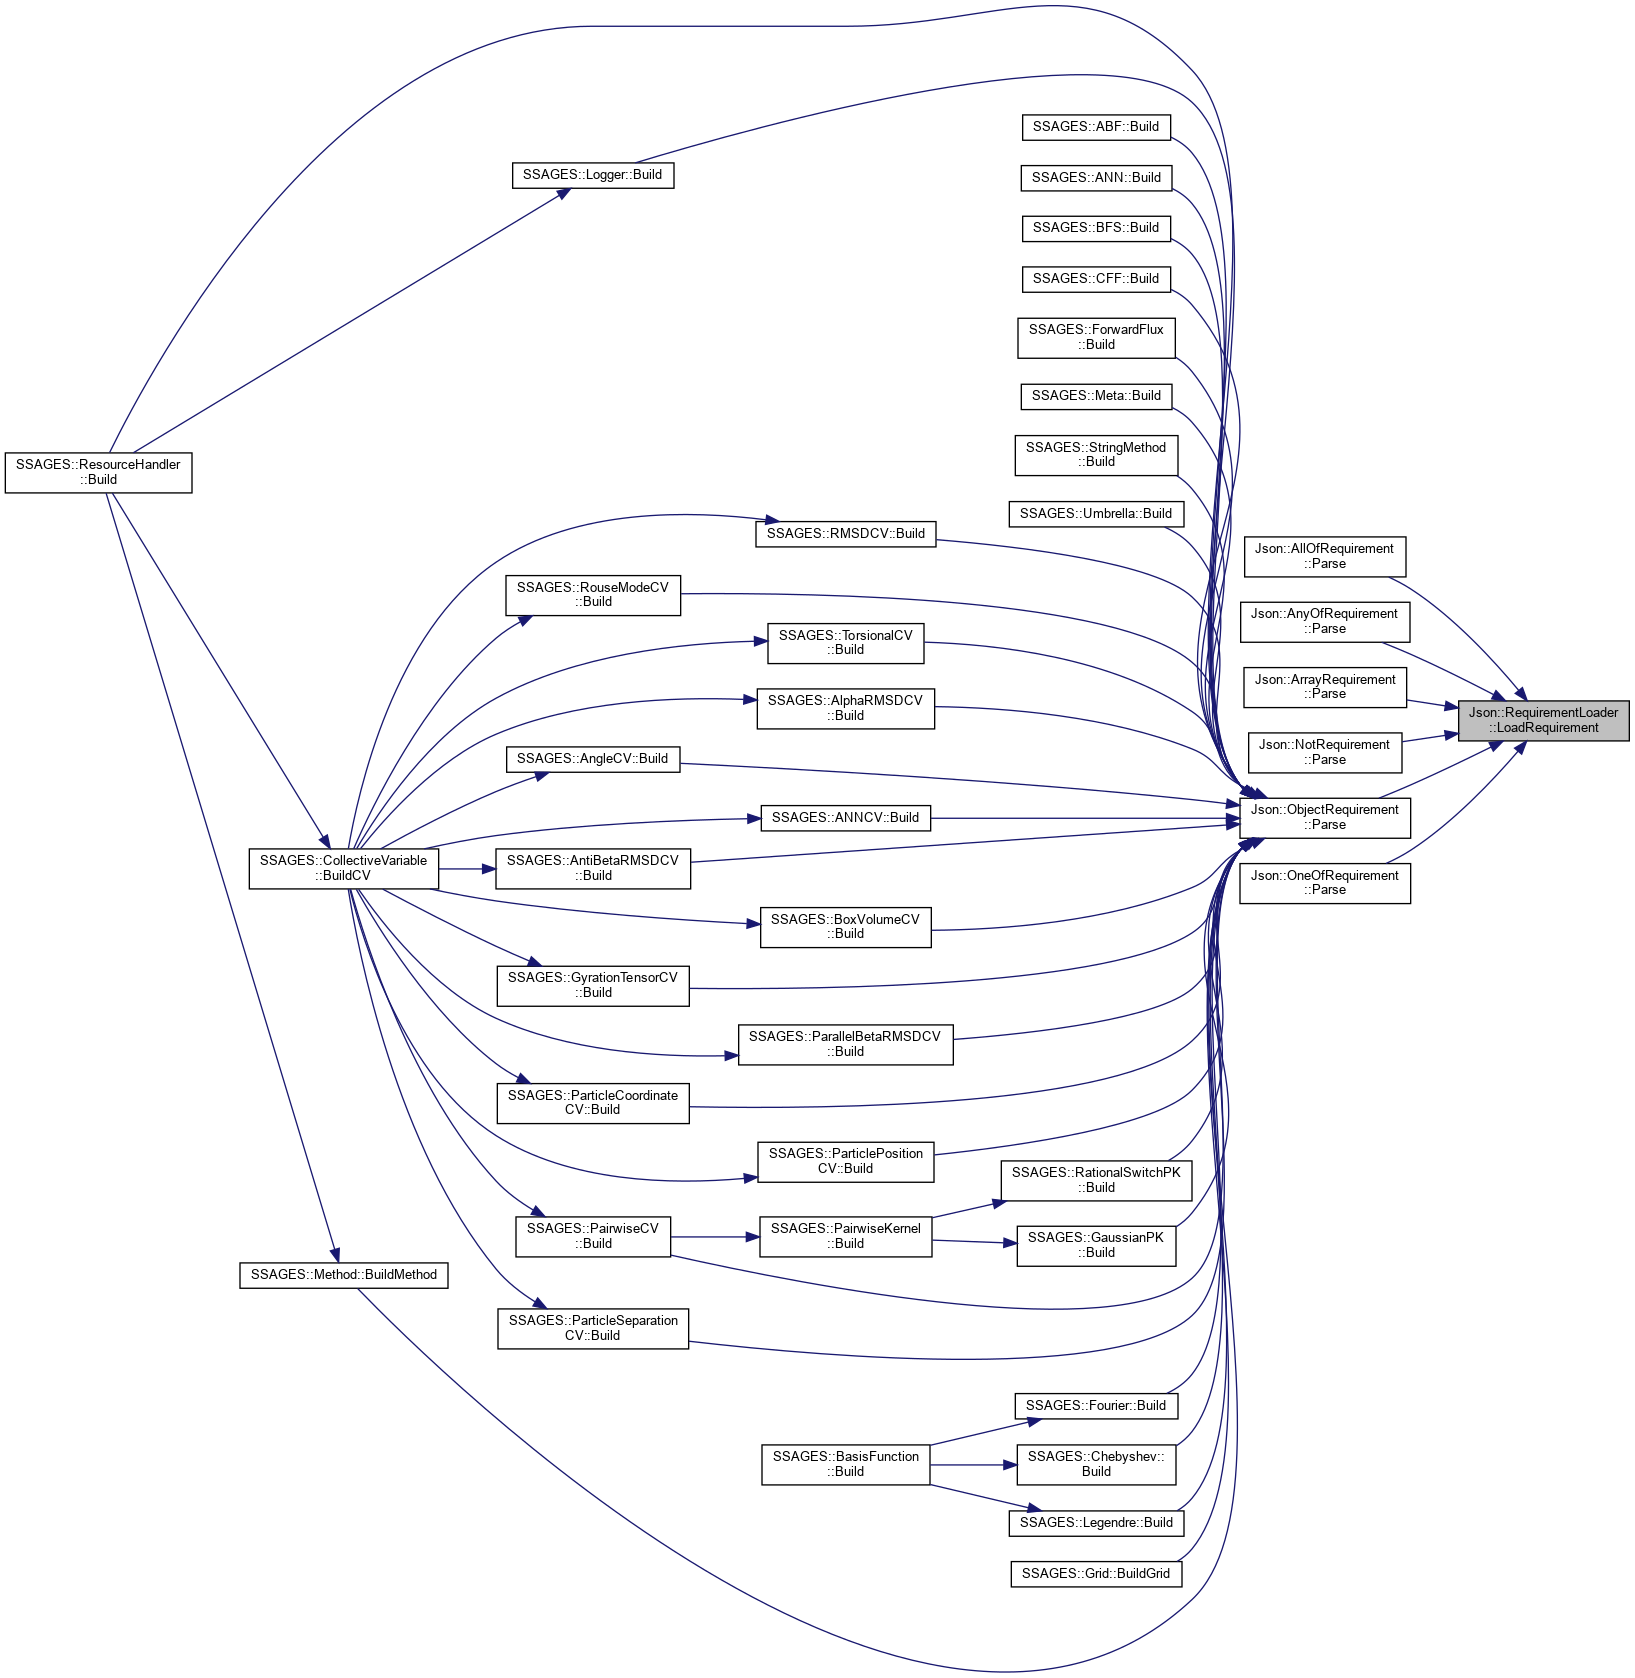 SSAGES::ABF::Build
SSAGES::Logger::Build
SSAGES::ANN::Build
SSAGES::BFS::Build
SSAGES::CFF::Build
SSAGES::ForwardFlux
::Build
SSAGES::Meta::Build
SSAGES::StringMethod
::Build
SSAGES::ResourceHandler
::Build
SSAGES::Umbrella::Build
SSAGES::RMSDCV::Build
Json::AllOfRequirement
::Parse
SSAGES::RouseModeCV
::Build
Json::AnyOfRequirement
::Parse
SSAGES::TorsionalCV
::Build
Json::ArrayRequirement
::Parse
SSAGES::AlphaRMSDCV
::Build
Json::RequirementLoader
::LoadRequirement
Json::NotRequirement
::Parse
SSAGES::AngleCV::Build
Json::ObjectRequirement
::Parse
SSAGES::ANNCV::Build
SSAGES::CollectiveVariable
::BuildCV
SSAGES::AntiBetaRMSDCV
::Build
Json::OneOfRequirement
::Parse
SSAGES::BoxVolumeCV
::Build
SSAGES::GyrationTensorCV
::Build
SSAGES::ParallelBetaRMSDCV
::Build
SSAGES::ParticleCoordinate
CV::Build
SSAGES::ParticlePosition
CV::Build
SSAGES::RationalSwitchPK
::Build
SSAGES::PairwiseCV
::Build
SSAGES::PairwiseKernel
::Build
SSAGES::GaussianPK
::Build
SSAGES::Method::BuildMethod
SSAGES::ParticleSeparation
CV::Build
SSAGES::Fourier::Build
SSAGES::BasisFunction
::Build
SSAGES::Chebyshev::
Build
SSAGES::Legendre::Build
SSAGES::Grid::BuildGrid